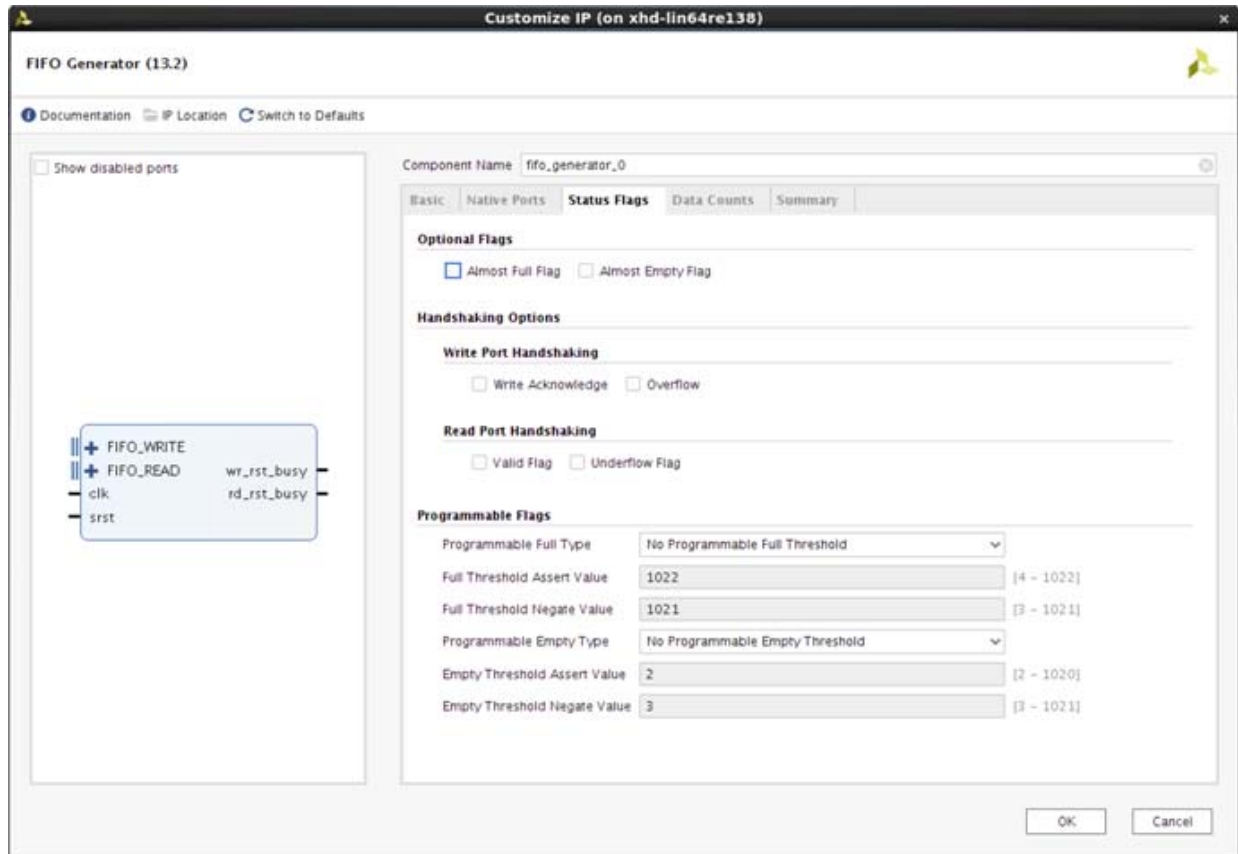 Customize IP (on xhd-lin64re138)
FIFO Generator (13.2)
Documentation IP Location Switch to Defaults
Show disabled ports
FIFO_WRITE
FIFO_READ wr_rst_busy
clk rd_rst_busy
srst
Component Name fifo_generator_0
Basic Native Ports Status Flags Data Counts Summary
Optional Flags
Almost Full Flag Almost Empty Flag
Handshaking Options
Write Port Handshaking
Write Acknowledge Overflow
Read Port Handshaking
Valid Flag Underflow Flag
Programmable Flags
Programmable Full Type No Programmable Full Threshold
Full Threshold Assert Value 1022 [4 - 1022]
Full Threshold Negate Value 1021 [3 - 1021]
Programmable Empty Type No Programmable Empty Threshold
Empty Threshold Assert Value 2 [2 - 1020]
Empty Threshold Negate Value 3 [3 - 1021]
OK Cancel